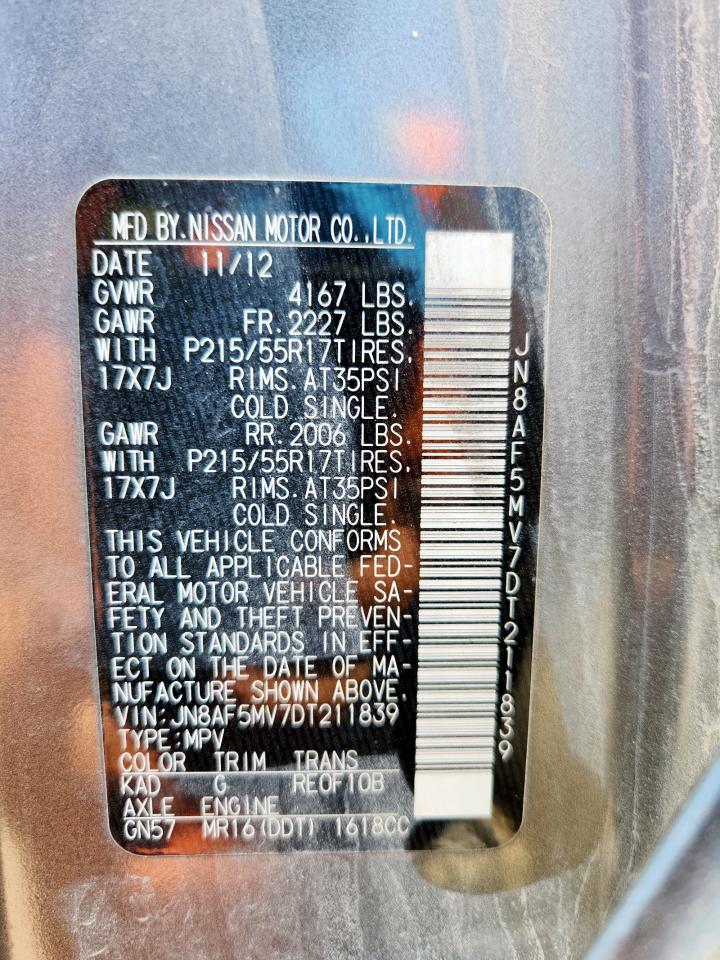 MFD BY.NISSAN MOTOR CO.,LTD.
DATE 11/12
GVWR 4167 LBS.
GAWR FR.2227 LBS.
WITH P215/55R17TIRES,
17X7J RIMS.AT35PSI
COLD SINGLE.
GAWR RR.2006 LBS.
WITH P215/55R17TIRES,
17X7J RIMS.AT35PSI
COLD SINGLE.
THIS VEHICLE CONFORMS
TO ALL APPLICABLE FED-
ERAL MOTOR VEHICLE SA-
FETY AND THEFT PREVEN-
TION STANDARDS IN EFF-
ECT ON THE DATE OF MA-
NUFACTURE SHOWN ABOVE.
VIN:JN8AF5MV7DT211839
TYPE:MPV
COLOR TRIM TRANS
KAD G RE0F10B
AXLE ENGINE
GN57 MR16(DDT) 1618CC
JN8AF5MV7DT211839